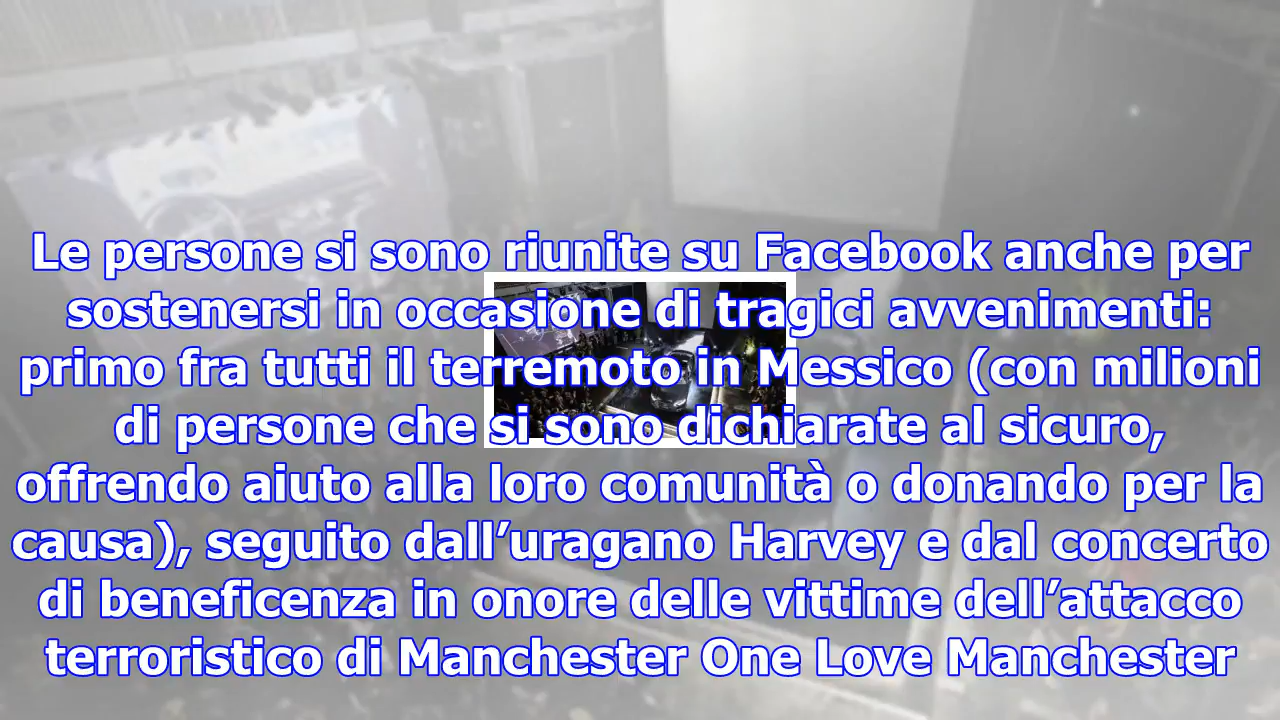 Le persone si sono riunite su Facebook anche per
sostenersi in occasione di tragici avvenimenti:
primo fra tutti il terremoto in Messico (con milioni
di persone che si sono dichiarate al sicuro,
offrendo aiuto alla loro comunità o donando per la
causa), seguito dall’uragano Harvey e dal concerto
di beneficenza in onore delle vittime dell’attacco
terroristico di Manchester One Love Manchester